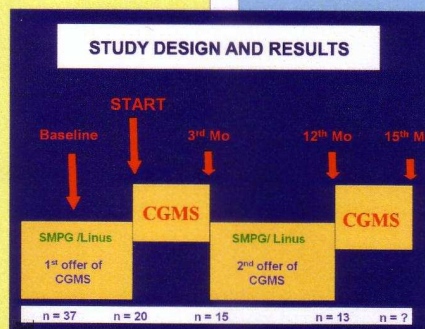 STUDY DESIGN AND RESULTS
START
Baseline
3rd Mo
12th Mo
15th M
CGMS
CGMS
SMPG /Linus
1st offer of
CGMS
SMPG/ Linus
2nd offer of
CGMS
n = 37
n = 20
n = 15
n = 13
n = ?